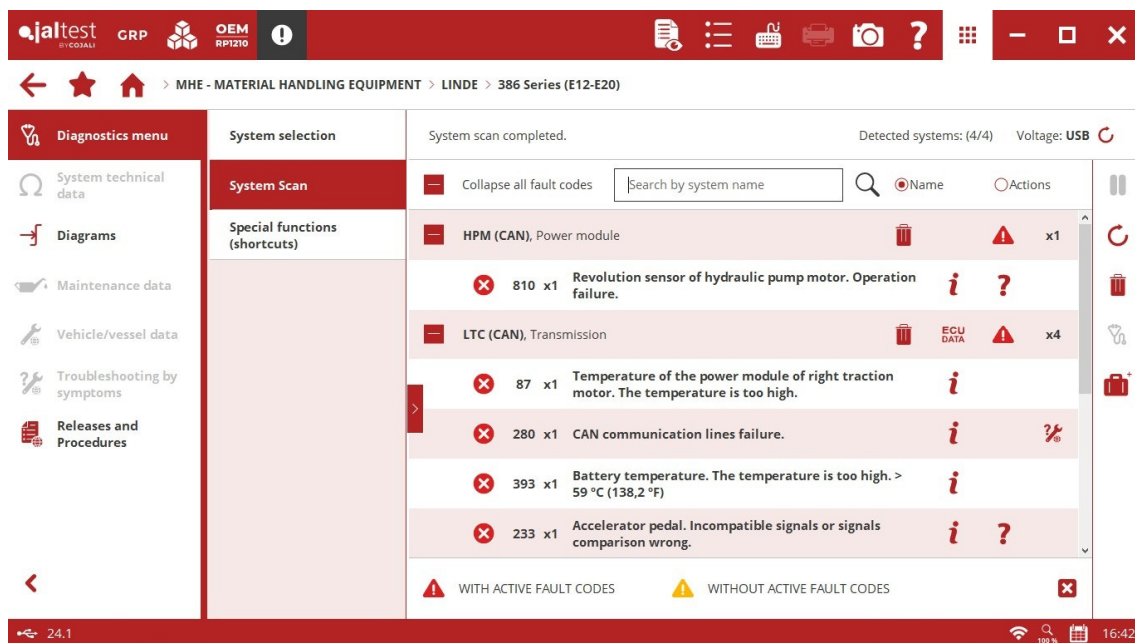 jaltest GRP OEM
BY COJALI RP1210
> MHE - MATERIAL HANDLING EQUIPMENT > LINDE > 386 Series (E12-E20)
Diagnostics menu
System technical
data
Diagrams
Maintenance data
Vehicle/vessel data
Troubleshooting by
symptoms
Releases and
Procedures
System selection
System Scan
Special functions
(shortcuts)
System scan completed. Detected systems: (4/4) Voltage: USB
Collapse all fault codes Search by system name Name Actions
HPM (CAN), Power module x1
810 x1 Revolution sensor of hydraulic pump motor. Operation
failure.
LTC (CAN), Transmission ECU
DATA x4
87 x1 Temperature of the power module of right traction
motor. The temperature is too high.
280 x1 CAN communication lines failure.
393 x1 Battery temperature. The temperature is too high. >
59 ºC (138,2 ºF)
233 x1 Accelerator pedal. Incompatible signals or signals
comparison wrong.
WITH ACTIVE FAULT CODES WITHOUT ACTIVE FAULT CODES
24.1 100 % 16:42